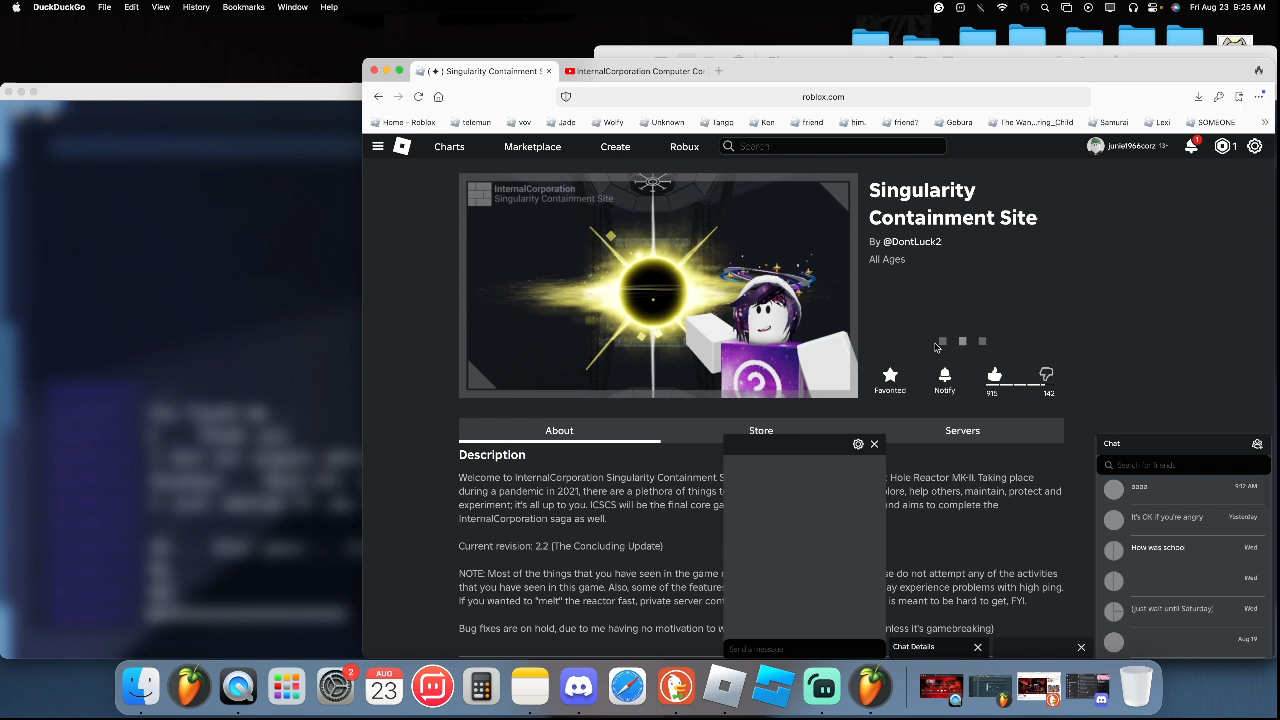 DuckDuckGo File Edit View History Bookmarks Window Help
Fri Aug 23 9:25 AM
( ✦ ) Singularity Containment S
InternalCorporation Computer Co
roblox.com
Home - Roblox telemun vov Jade Wolfy Unknown Tango Ken friend him. friend? Gebura The Wan...ring_Child Samurai Lexi SOMEONE
Charts Marketplace Create Robux Search junie1966corz 13+ 1 1
InternalCorporation
Singularity Containment Site
Singularity
Containment Site
By @DontLuck2
All Ages
Favorited Notify 915 142
About Store Servers
Description
Welcome to InternalCorporation Singularity Containment S Hole Reactor MK-II. Taking place
during a pandemic in 2021, there are a plethora of things to lore, help others, maintain, protect and
experiment; it's all up to you. ICSCS will be the final core ga and aims to complete the
InternalCorporation saga as well.
Current revision: 2.2 (The Concluding Update)
NOTE: Most of the things that you have seen in the game se do not attempt any of the activities
that you have seen in this game. Also, some of the feature ay experience problems with high ping.
If you wanted to "melt" the reactor fast, private server con is meant to be hard to get, FYI.
Bug fixes are on hold, due to me having no motivation to w nless it's gamebreaking)
Send a message
Chat Details
Chat
Search for friends
aaaa 9:12 AM
It's OK if you're angry Yesterday
How was school Wed
Wed
(just wait until Saturday) Wed
Aug 19
2
AUG
23